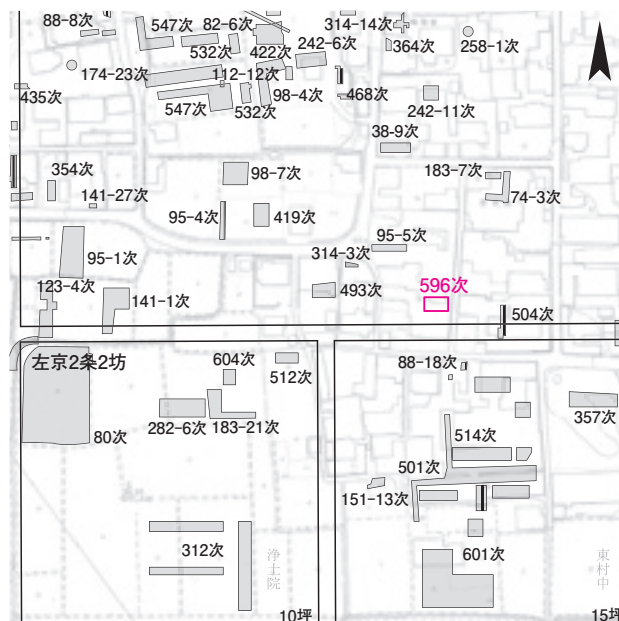 88-8次
547次
82-6次
314-14次
532次
422次
242-6次
364次
258-1次
174-23次
112-12次
435次
547次
532次
98-4次
468次
242-11次
38-9次
354次
98-7次
183-7次
141-27次
74-3次
95-4次
419次
95-1次
95-5次
314-3次
123-4次
141-1次
493次
596次
504次
左京2条2坊
604次
512次
88-18次
80次
282-6次
183-21次
357次
514次
501次
151-13次
312次
浄土院
601次
東村中
10坪
15坪